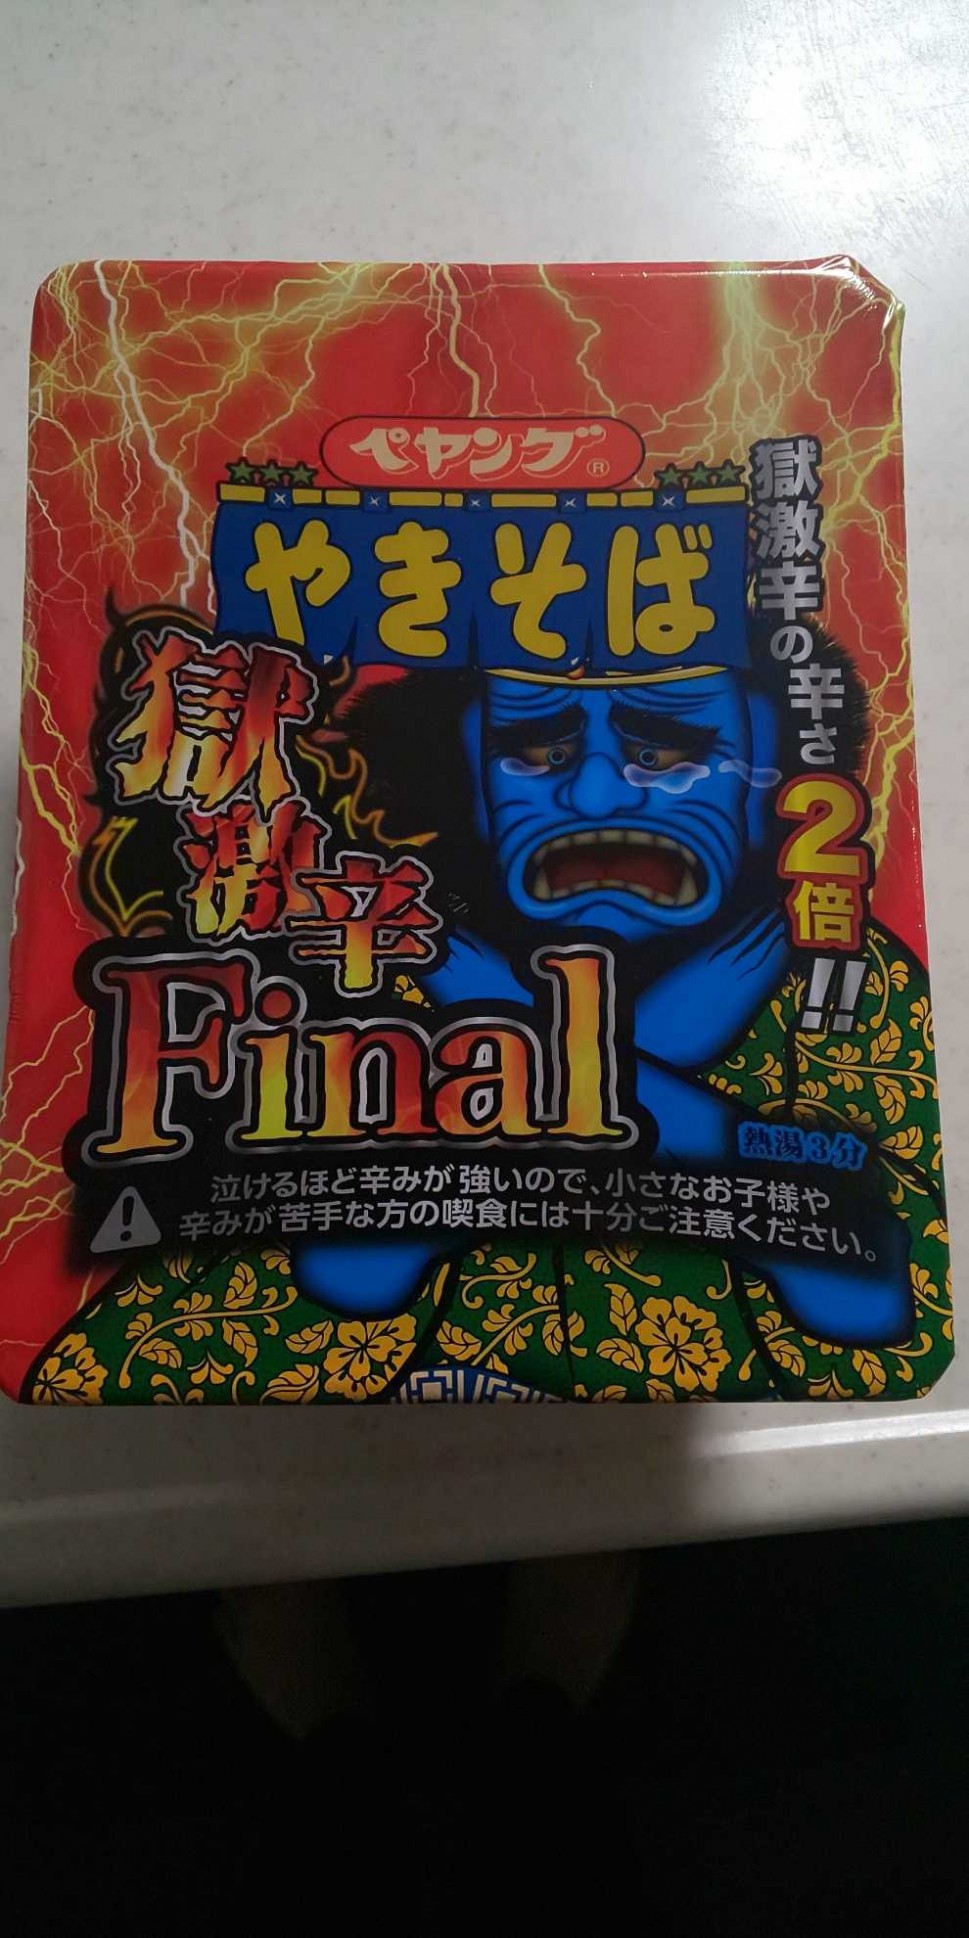 ペヤング®
やきそば
獄激辛の辛さ2倍!!
獄激辛
Final
熱湯3分
泣けるほど辛みが強いので、小さなお子様や
辛みが苦手な方の喫食には十分ご注意ください。